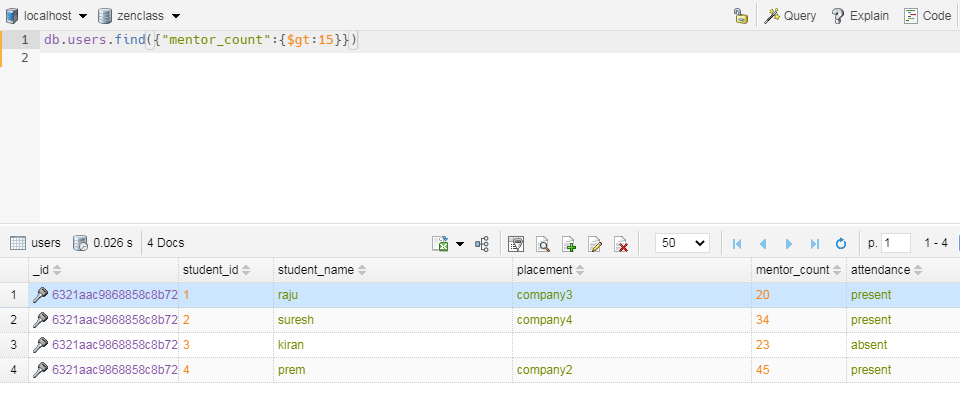 localhost zenclass Query Explain Code
1 db.users.find({"mentor_count":{$gt:15}})
2
users 0.026 s 4 Docs 50 p. 1 1 - 4
_id student_id student_name placement mentor_count attendance
1 6321aac9868858c8b72 1 raju company3 20 present
2 6321aac9868858c8b72 2 suresh company4 34 present
3 6321aac9868858c8b72 3 kiran 23 absent
4 6321aac9868858c8b72 4 prem company2 45 present